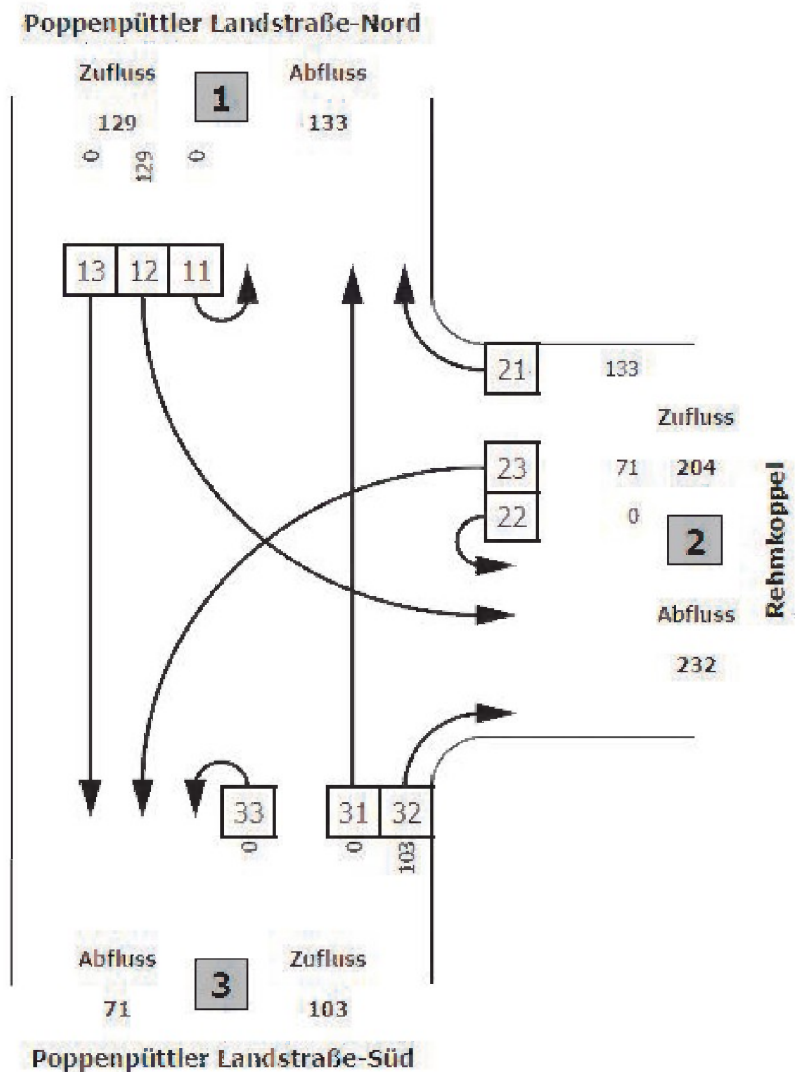 Poppenpüttler Landstraße-Nord
Zufluss 1 Abfluss
129 133
0 129 0
13 12 11
21 133
Zufluss
23 71 204
22 0
2
Rehmkoppel
Abfluss
232
33 31 32
0 0 103
Abfluss 3 Zufluss
71 103
Poppenpüttler Landstraße-Süd